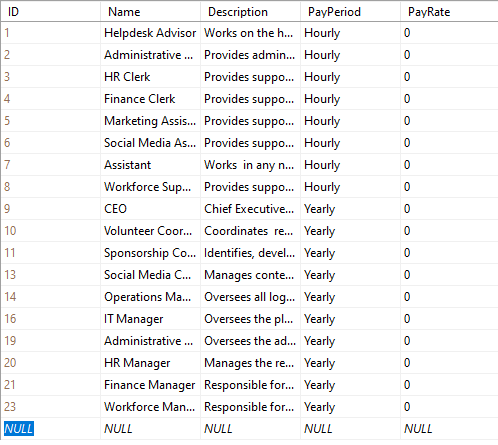 ID Name Description PayPeriod PayRate
1 Helpdesk Advisor Works on the h... Hourly 0
2 Administrative ... Provides admin... Hourly 0
3 HR Clerk Provides suppo... Hourly 0
4 Finance Clerk Provides suppo... Hourly 0
5 Marketing Assis... Provides suppo... Hourly 0
6 Social Media As... Provides suppo... Hourly 0
7 Assistant Works  in any n... Hourly 0
8 Workforce Sup... Provides suppo... Hourly 0
9 CEO Chief Executive... Yearly 0
10 Volunteer Coor... Coordinates  re... Yearly 0
11 Sponsorship Co... Identifies, devel... Yearly 0
13 Social Media C... Manages conte... Yearly 0
14 Operations Ma... Oversees all log... Yearly 0
16 IT Manager Oversees the pl... Yearly 0
19 Administrative ... Oversees the ad... Yearly 0
20 HR Manager Manages the re... Yearly 0
21 Finance Manager Responsible for... Yearly 0
23 Workforce Man... Responsible for... Yearly 0
NULL NULL NULL NULL NULL